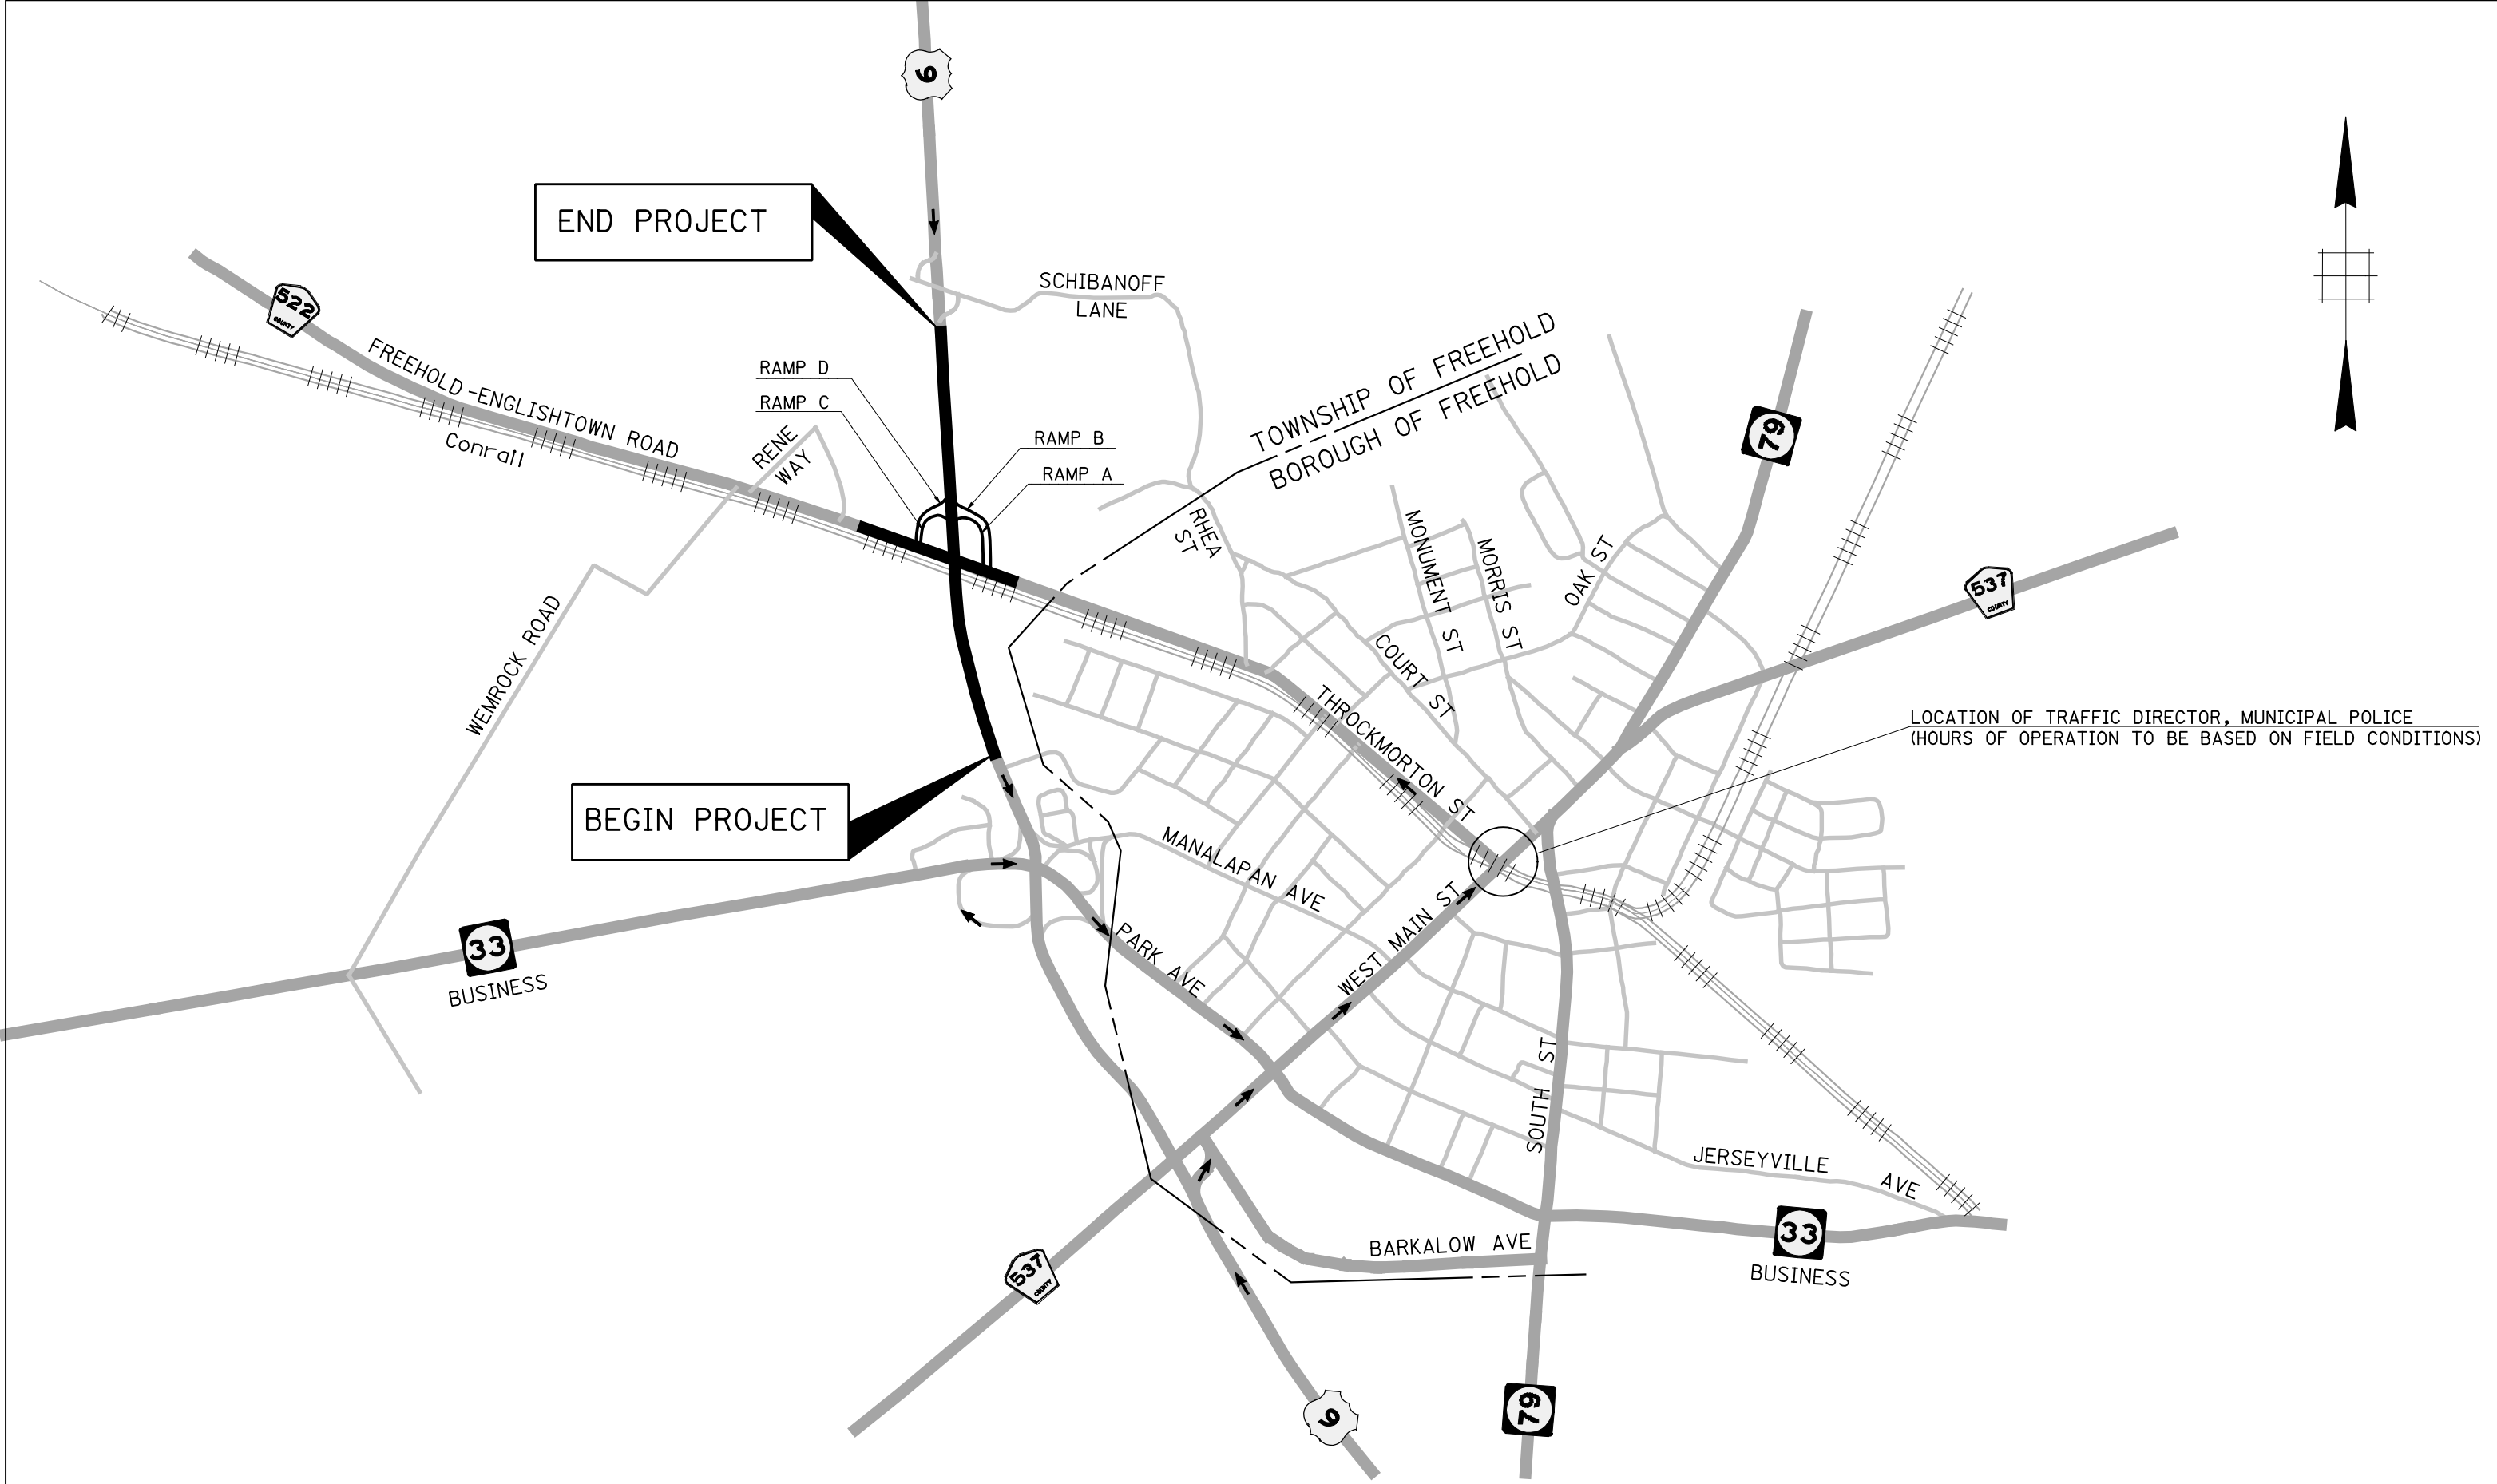 9
END PROJECT
SCHIBANOFF
LANE
522
COUNTY
FREEHOLD-ENGLISHTOWN ROAD
Conrail
RAMP D
RAMP C
RAMP B
RAMP A
RENE
WAY
TOWNSHIP OF FREEHOLD
BOROUGH OF FREEHOLD
79
RHEA
ST
MONUMENT ST
MORRIS ST
OAK ST
537
COUNTY
WEMROCK ROAD
COURT ST
THROCKMORTON ST
LOCATION OF TRAFFIC DIRECTOR, MUNICIPAL POLICE
(HOURS OF OPERATION TO BE BASED ON FIELD CONDITIONS)
BEGIN PROJECT
MANALAPAN AVE
WEST MAIN ST
PARK AVE
33
BUSINESS
SOUTH ST
JERSEYVILLE AVE
BARKALOW AVE
33
BUSINESS
537
COUNTY
9
79